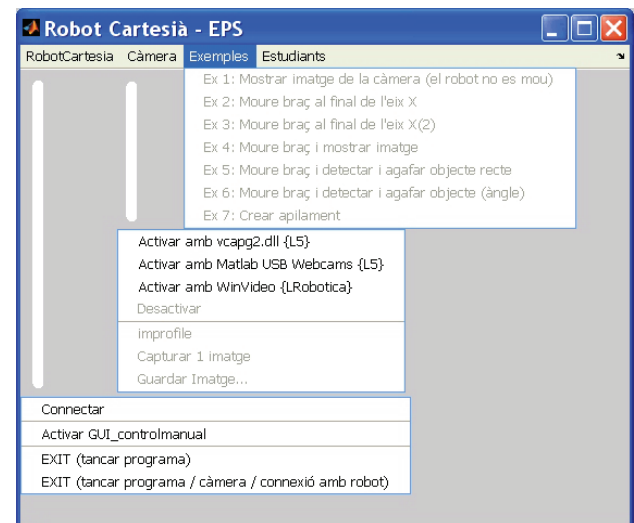 Robot Cartesià - EPS
RobotCartesia Càmera Exemples Estudiants
Ex 1: Mostrar imatge de la càmera (el robot no es mou)
Ex 2: Moure braç al final de l'eix X
Ex 3: Moure braç al final de l'eix X(2)
Ex 4: Moure braç i mostrar imatge
Ex 5: Moure braç i detectar i agafar objecte recte
Ex 6: Moure braç i detectar i agafar objecte (àngle)
Ex 7: Crear apilament
Activar amb vcapg2.dll {L5}
Activar amb Matlab USB Webcams {L5}
Activar amb WinVideo {LRobotica}
Desactivar
improfile
Capturar 1 imatge
Guardar Imatge...
Connectar
Activar GUI_controlmanual
EXIT (tancar programa)
EXIT (tancar programa / càmera / connexió amb robot)